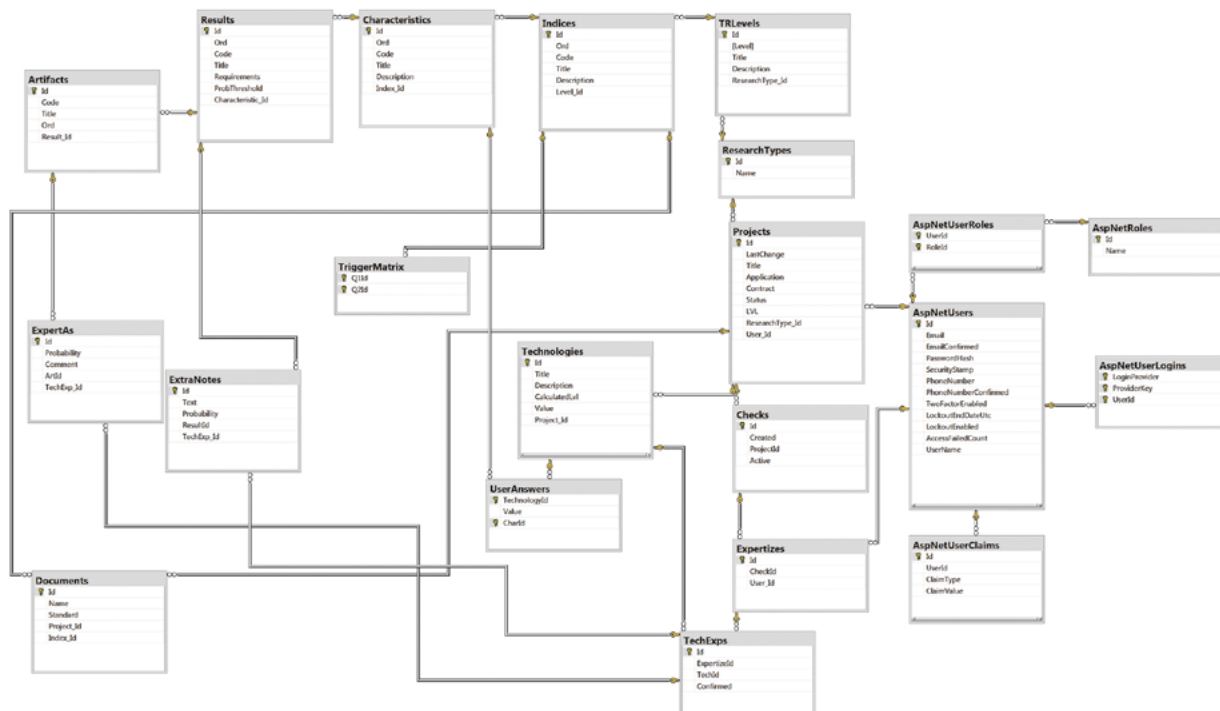 Results
Id
Ord
Code
Title
Requirements
ProbThreshold
Characteristic_Id
Characteristics
Id
Ord
Code
Title
Description
Index_Id
Indices
Id
Ord
Code
Title
Description
Level_Id
TRLevels
Id
[Level]
Title
Description
ResearchType_Id
Artifacts
Id
Code
Title
Ord
Result_Id
ResearchTypes
Id
Name
Projects
Id
LastChange
Title
Application
Contract
Status
LVL
ResearchType_Id
User_Id
AspNetUserRoles
UserId
RoleId
AspNetRoles
Id
Name
TriggerMatrix
Q1Id
Q2Id
AspNetUsers
Id
Email
EmailConfirmed
PasswordHash
SecurityStamp
PhoneNumber
PhoneNumberConfirmed
TwoFactorEnabled
LockoutEndDateUtc
LockoutEnabled
AccessFailedCount
UserName
ExpertAs
Id
Probability
Comment
ArtId
TechExp_Id
Technologies
Id
Title
Description
CalculatedLvl
Value
Project_Id
AspNetUserLogins
LoginProvider
ProviderKey
UserId
ExtraNotes
Id
Text
Probability
ResultId
TechExp_Id
Checks
Id
Created
ProjectId
Active
UserAnswers
TechnologyId
Value
CharId
Expertizes
Id
CheckId
User_Id
AspNetUserClaims
Id
UserId
ClaimType
ClaimValue
Documents
Id
Name
Standard
Project_Id
Index_Id
TechExps
Id
ExpertizeId
TechId
Confirmed